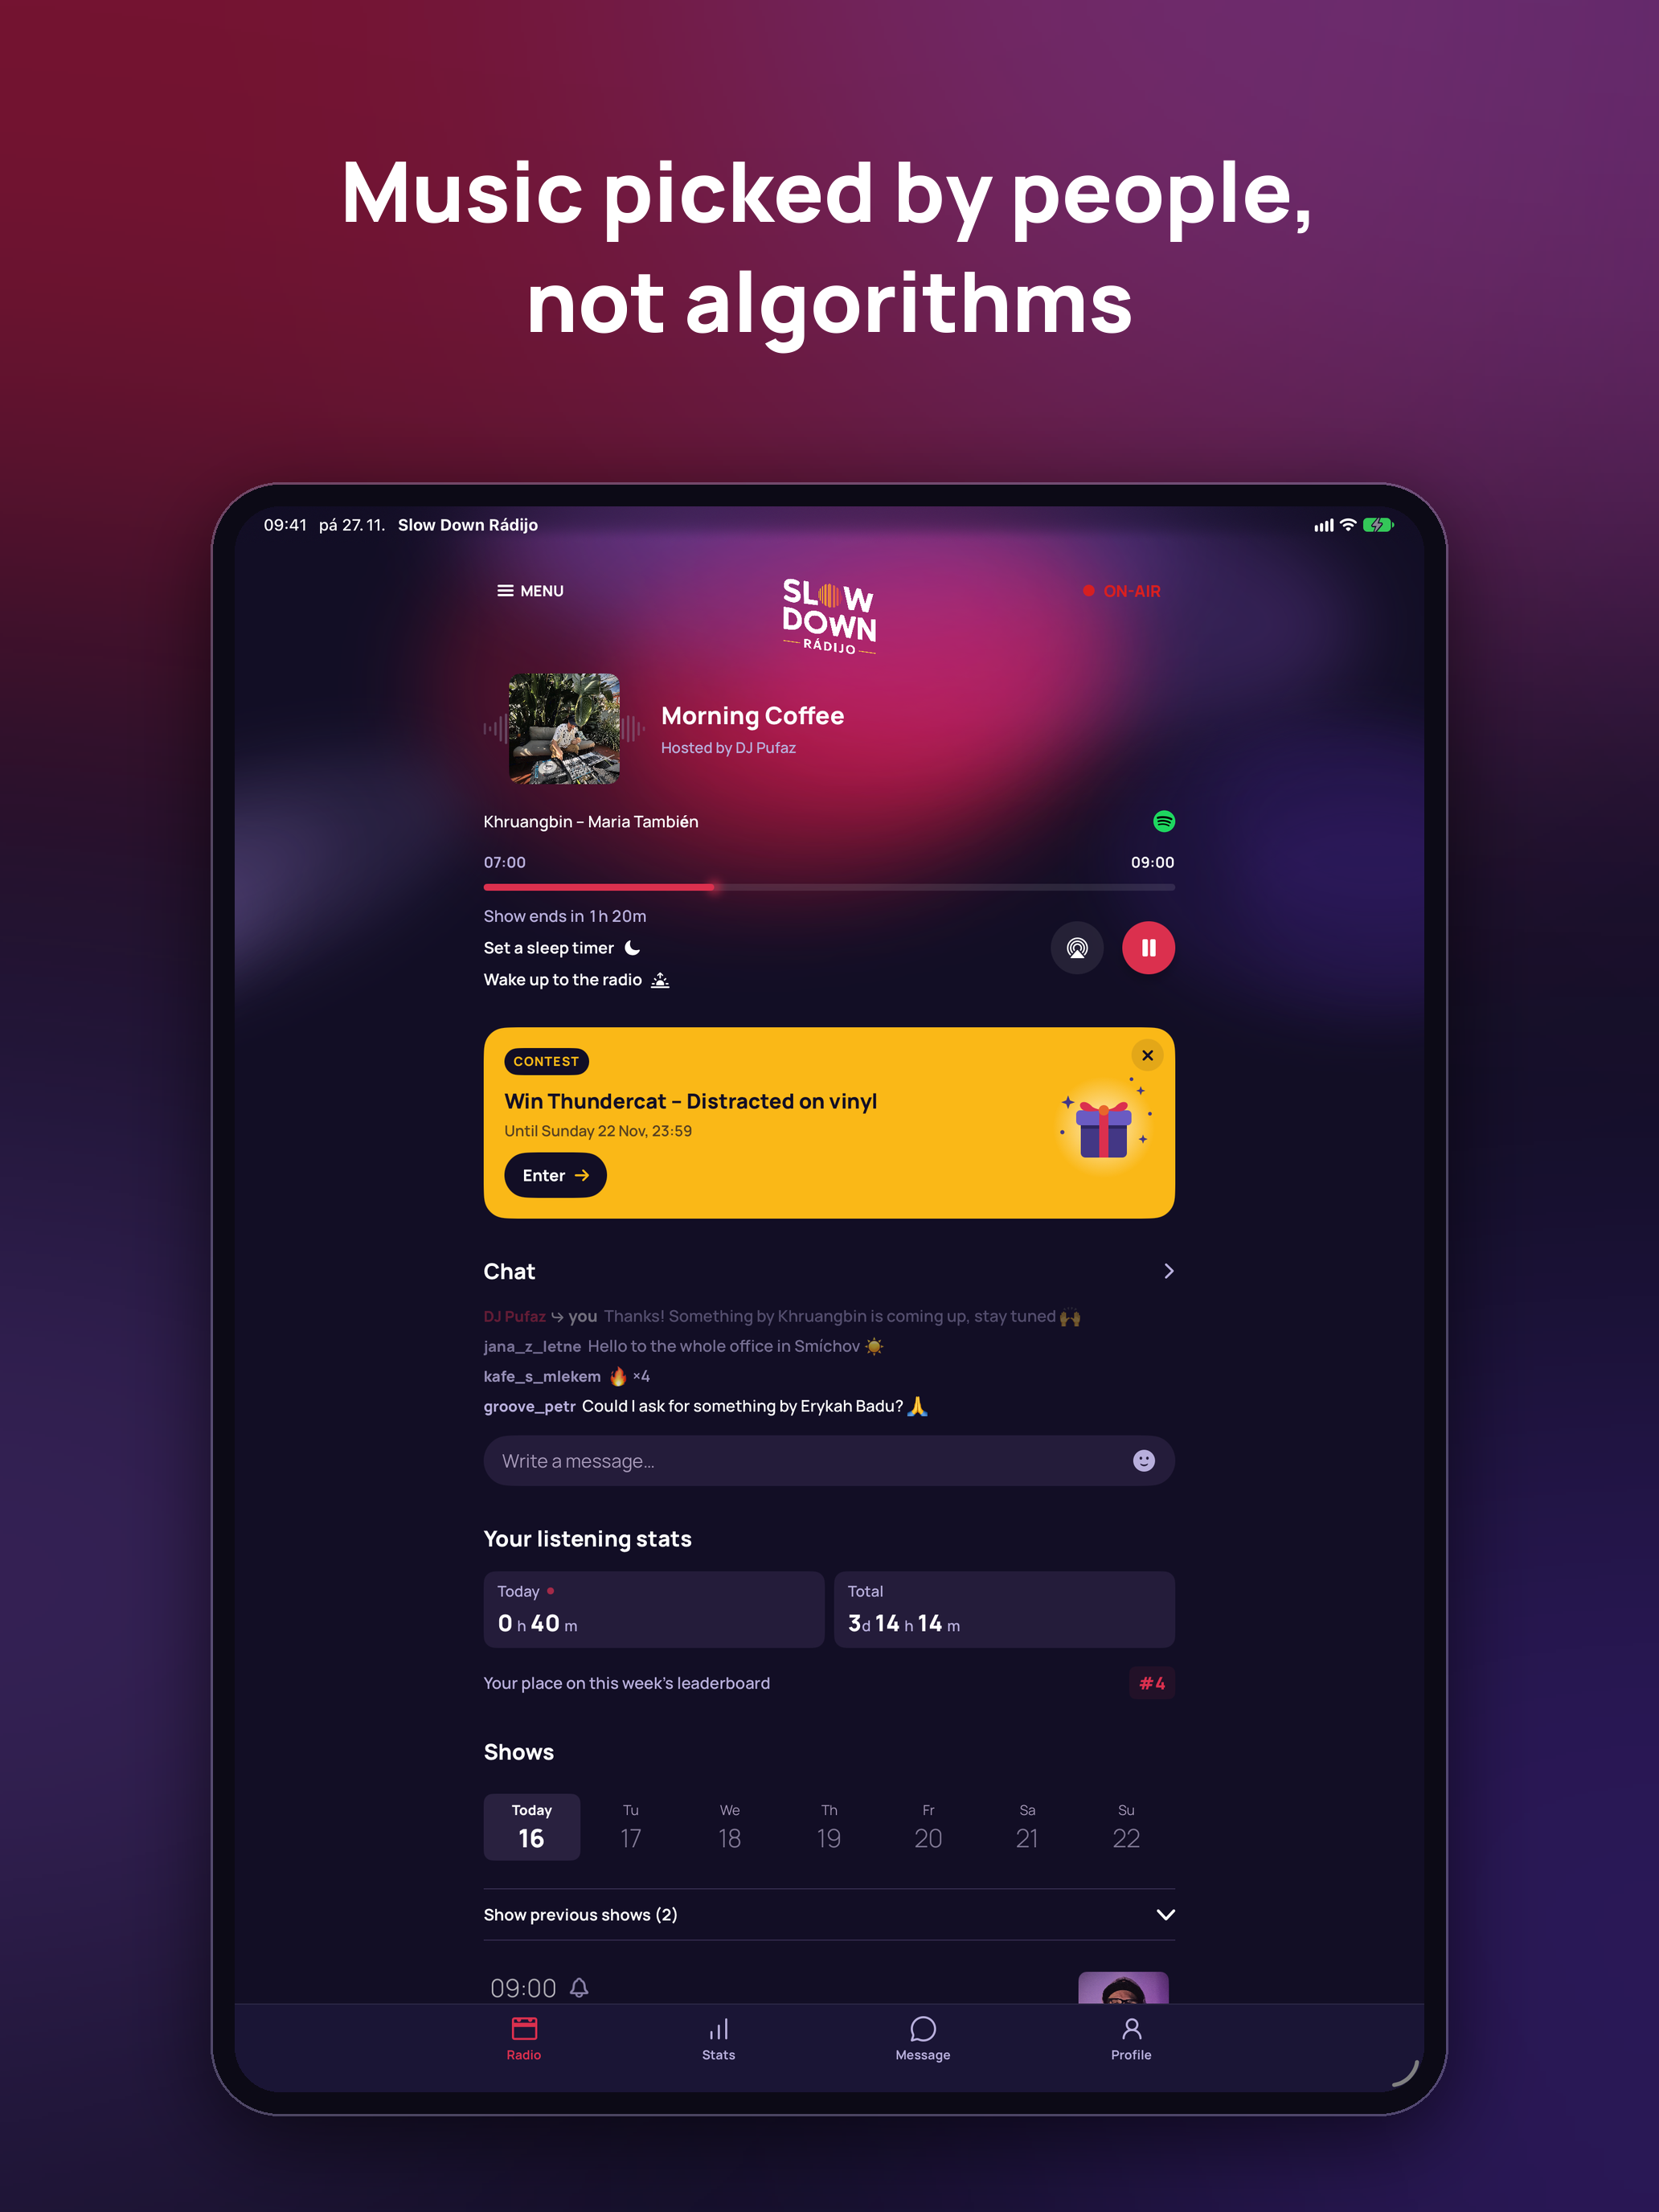 Music picked by people,
not algorithms
09:41 pá 27. 11. Slow Down Rádijo
MENU
SLOW
DOWN
RÁDIJO
ON-AIR
Morning Coffee
Hosted by DJ Pufaz
Khruangbin – Maria También
07:00 09:00
Show ends in 1h 20m
Set a sleep timer
Wake up to the radio
CONTEST
Win Thundercat – Distracted on vinyl
Until Sunday 22 Nov, 23:59
Enter →
Chat
DJ Pufaz ↪ you Thanks! Something by Khruangbin is coming up, stay tuned 🙌
jana_z_letne Hello to the whole office in Smíchov ☀️
kafe_s_mlekem 🔥 ×4
groove_petr Could I ask for something by Erykah Badu? 🙏
Write a message…
Your listening stats
Today Total
0 h 40 m 3d 14 h 14 m
Your place on this week's leaderboard #4
Shows
Today Tu We Th Fr Sa Su
16 17 18 19 20 21 22
Show previous shows (2)
09:00
Radio Stats Message Profile